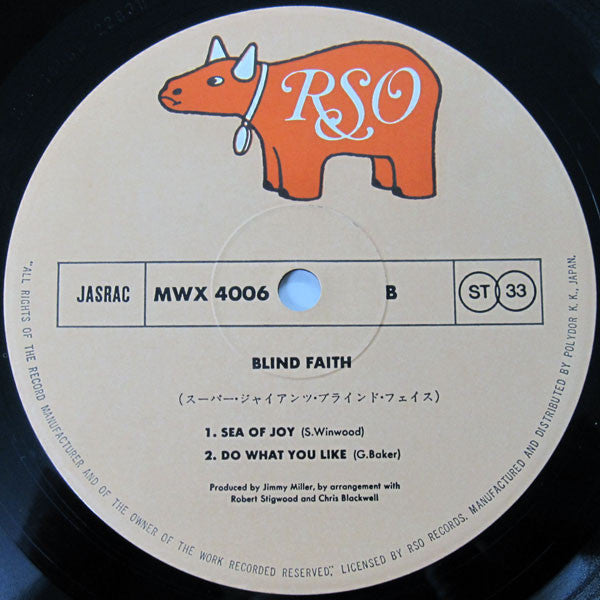 RSO
JASRAC
MWX 4006
B
ST 33
BLIND FAITH
(スーパー・ジャイアンツ・ブラインド・フェイス)
1. SEA OF JOY (S.Winwood)
2. DO WHAT YOU LIKE (G.Baker)
Produced by Jimmy Miller, by arrangement with
Robert Stigwood and Chris Blackwell
"ALL RIGHTS OF THE RECORD MANUFACTURER AND OF THE OWNER OF THE WORK RECORDED RESERVED", LICENSED BY RSO RECORDS. MANUFACTURED AND DISTRIBUTED BY POLYDOR K. K., JAPAN.